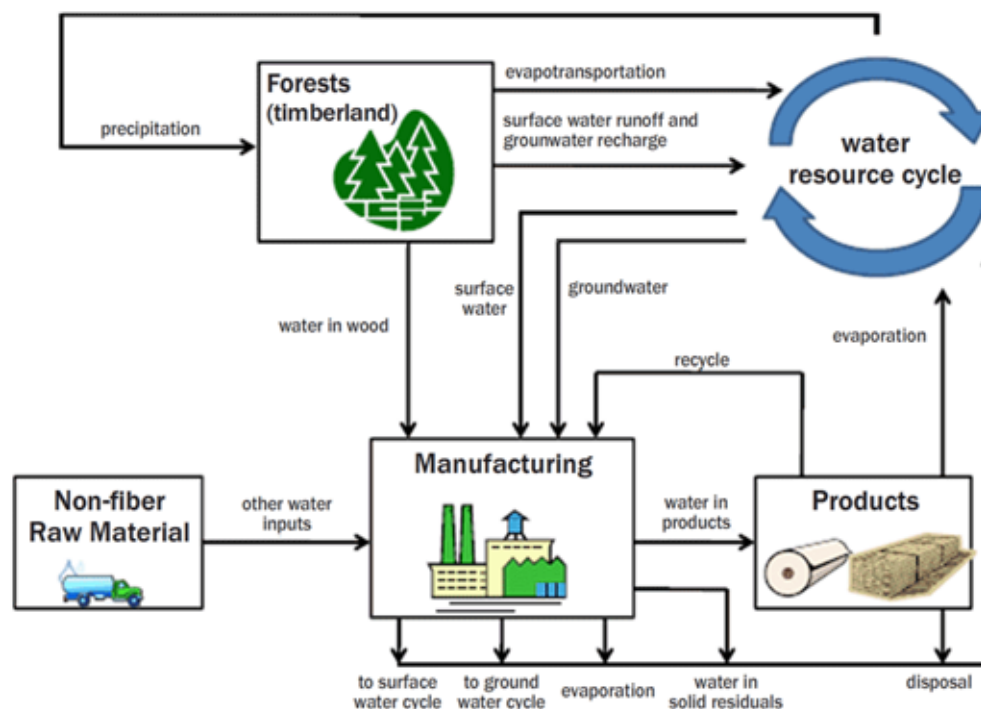 Forests
(timberland)
evapotransportation
precipitation
surface water runoff and
grounwater recharge
water
resource cycle
surface
water
groundwater
water in wood
evaporation
recycle
Manufacturing
Non-fiber
Raw Material
other water
inputs
water in
products
Products
to surface
water cycle
to ground
water cycle
evaporation
water in
solid residuals
disposal